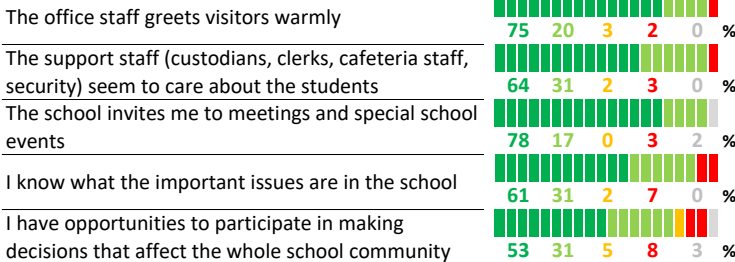 The office staff greets visitors warmly
75 20 3 2 0 %
The support staff (custodians, clerks, cafeteria staff,
security) seem to care about the students
64 31 2 3 0 %
The school invites me to meetings and special school
events
78 17 0 3 2 %
I know what the important issues are in the school
61 31 2 7 0 %
I have opportunities to participate in making
decisions that affect the whole school community
53 31 5 8 3 %